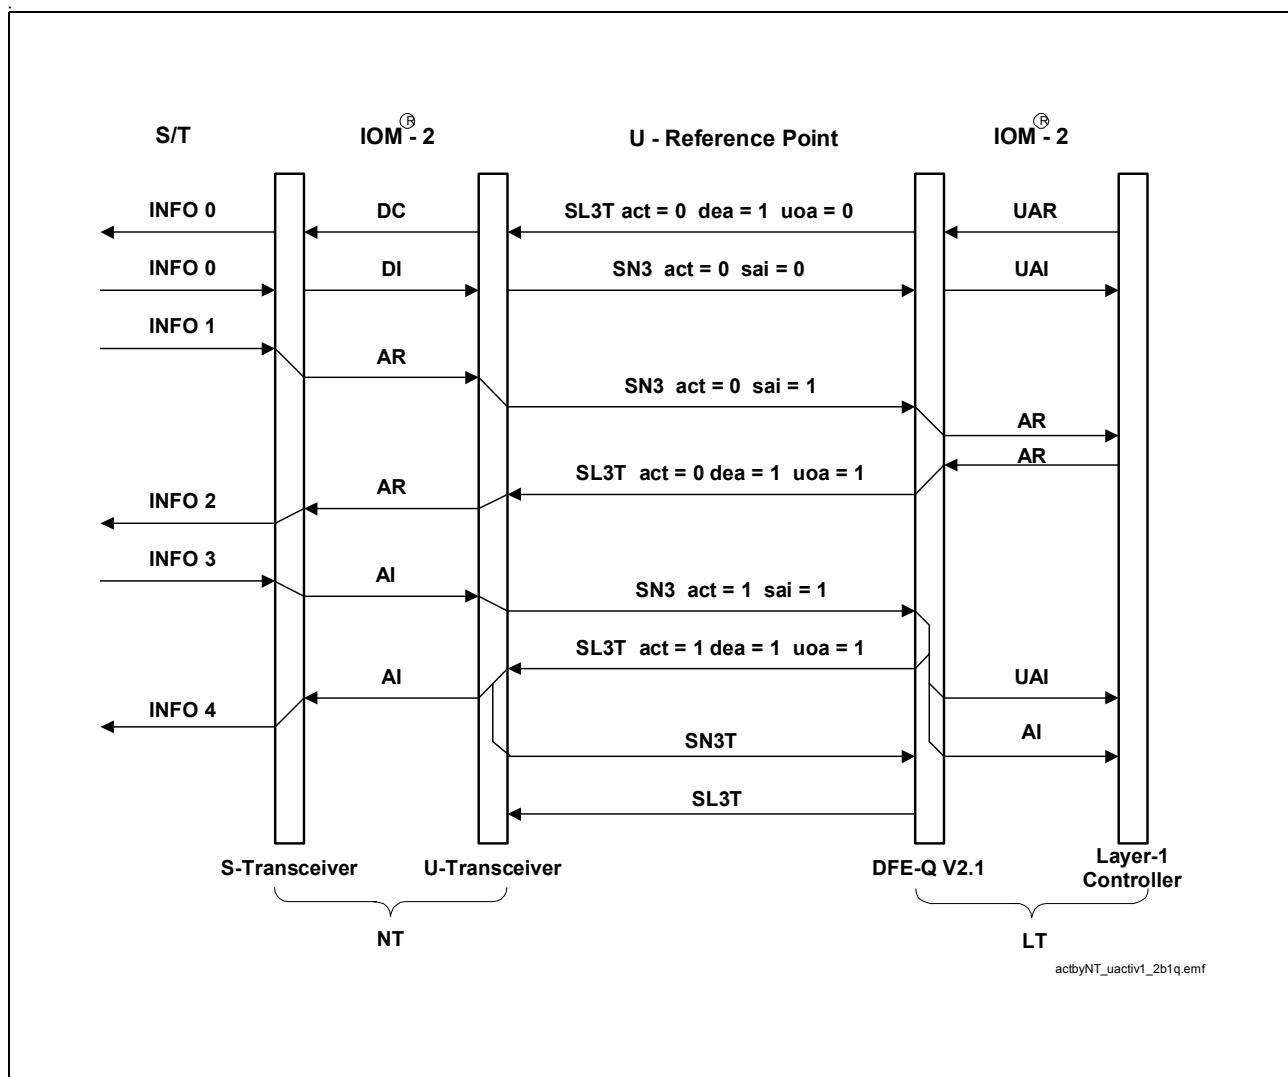 .
S/T IOM®- 2 U - Reference Point IOM®- 2
INFO 0 DC SL3T act = 0 dea = 1 uoa = 0 UAR
INFO 0 DI SN3 act = 0 sai = 0 UAI
INFO 1
AR
SN3 act = 0 sai = 1
AR
AR
SL3T act = 0 dea = 1 uoa = 1
AR
INFO 2
INFO 3
AI
SN3 act = 1 sai = 1
SL3T act = 1 dea = 1 uoa = 1
AI
UAI
INFO 4
AI
SN3T
SL3T
S-Transceiver U-Transceiver DFE-Q V2.1 Layer-1
Controller
NT LT
actbyNT_uactiv1_2b1q.emf